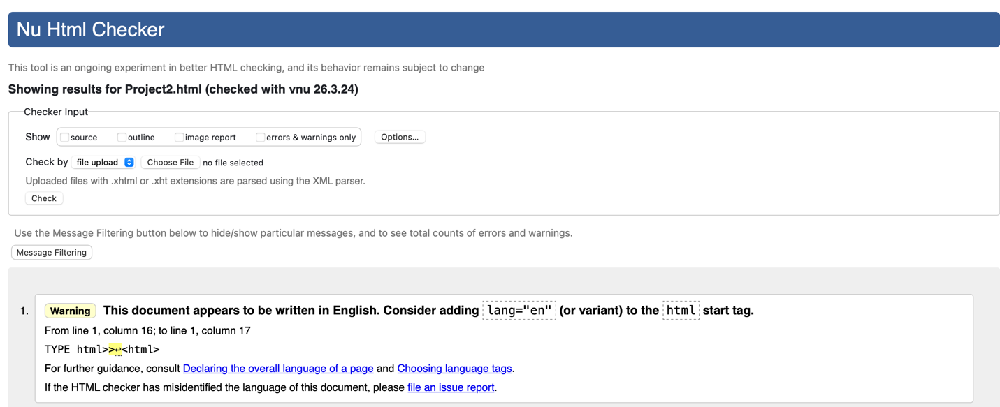 Nu Html Checker
This tool is an ongoing experiment in better HTML checking, and its behavior remains subject to change
Showing results for Project2.html (checked with vnu 26.3.24)
Checker Input
Show source outline image report errors & warnings only Options...
Check by file upload Choose File no file selected
Uploaded files with .xhtml or .xht extensions are parsed using the XML parser.
Check
Use the Message Filtering button below to hide/show particular messages, and to see total counts of errors and warnings.
Message Filtering
1. Warning This document appears to be written in English. Consider adding lang="en" (or variant) to the html start tag.
From line 1, column 16; to line 1, column 17
TYPE html>>↩<html>
For further guidance, consult Declaring the overall language of a page and Choosing language tags.
If the HTML checker has misidentified the language of this document, please file an issue report.